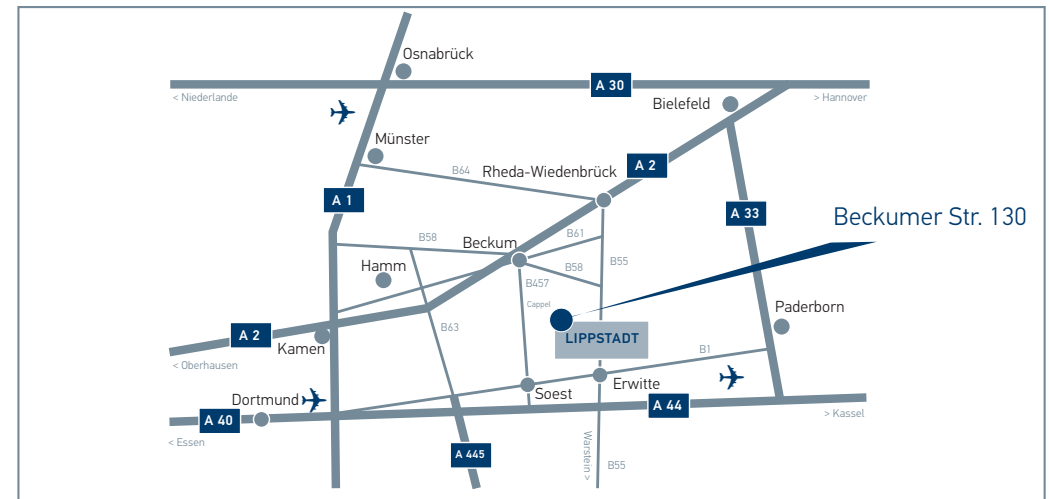 Osnabrück
A 30
< Niederlande
> Hannover
Bielefeld
Münster
B64
Rheda-Wiedenbrück
A 2
A 1
A 33
Beckumer Str. 130
B58
Beckum
B61
B55
Hamm
B58
B457
Cappel
Paderborn
B63
A 2
LIPPSTADT
Kamen
B1
< Oberhausen
Erwitte
Soest
Dortmund
A 44
A 40
> Kassel
< Essen
A 445
Warstein >
B55